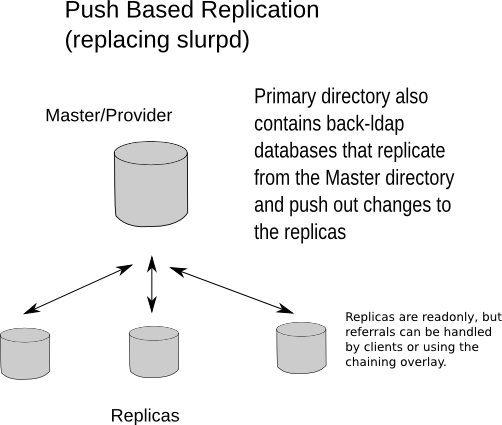 Push Based Replication
(replacing slurpd)
Master/Provider
Primary directory also
contains back-ldap
databases that replicate
from the Master directory
and push out changes to
the replicas
Replicas are readonly, but
referrals can be handled
by clients or using the
chaining overlay.
Replicas